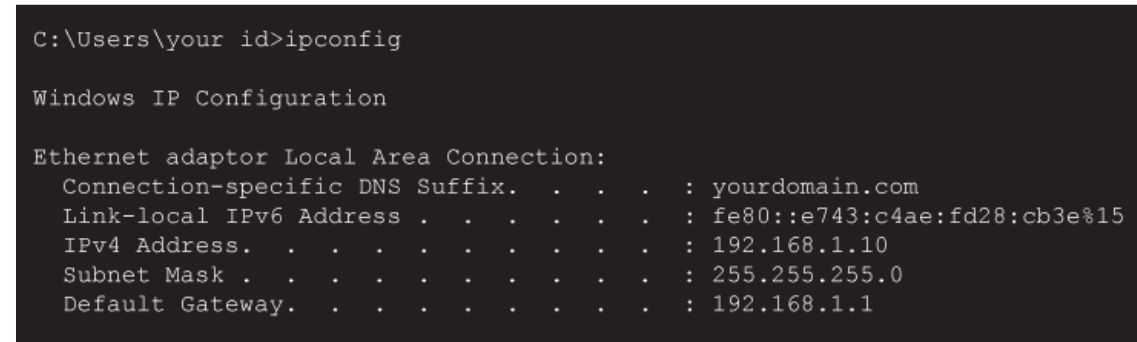 C:\Users\your id>ipconfig
Windows IP Configuration
Ethernet adaptor Local Area Connection:
Connection-specific DNS Suffix. . . . : yourdomain.com
Link-local IPv6 Address . . . . . . : fe80::e743:c4ae:fd28:cb3e%15
IPv4 Address. . . . . . . . . . : 192.168.1.10
Subnet Mask . . . . . . . . . . : 255.255.255.0
Default Gateway. . . . . . . . . : 192.168.1.1